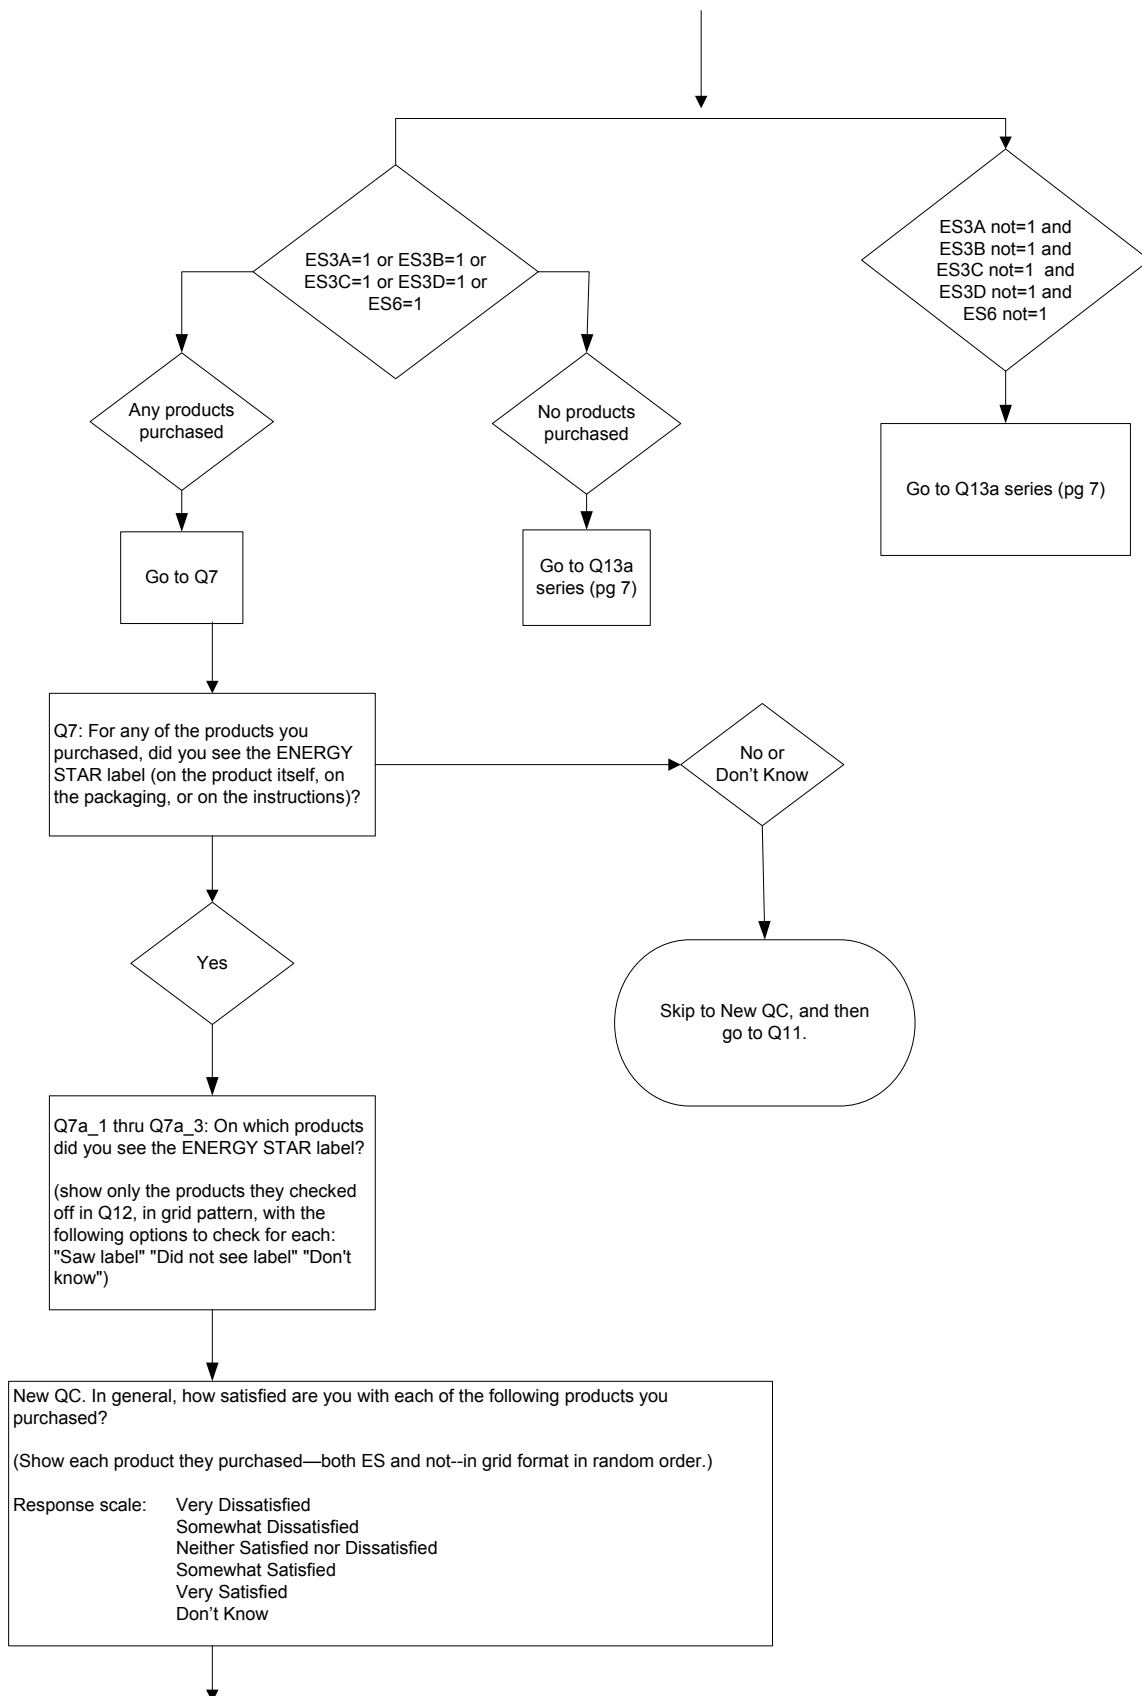 ES3A=1 or ES3B=1 or
ES3C=1 or ES3D=1 or
ES6=1
ES3A not=1 and
ES3B not=1 and
ES3C not=1  and
ES3D not=1 and
ES6 not=1
Any products
purchased
No products
purchased
Go to Q13a series (pg 7)
Go to Q7
Go to Q13a
series (pg 7)
Q7: For any of the products you
purchased, did you see the ENERGY
STAR label (on the product itself, on
the packaging, or on the instructions)?
No or
Don’t Know
Yes
Skip to New QC, and then
go to Q11.
Q7a_1 thru Q7a_3: On which products
did you see the ENERGY STAR label?
(show only the products they checked
off in Q12, in grid pattern, with the
following options to check for each:
"Saw label" "Did not see label" "Don't
know")
New QC. In general, how satisfied are you with each of the following products you
purchased?
(Show each product they purchased—both ES and not--in grid format in random order.)
Response scale: Very Dissatisfied
Somewhat Dissatisfied
Neither Satisfied nor Dissatisfied
Somewhat Satisfied
Very Satisfied
Don’t Know